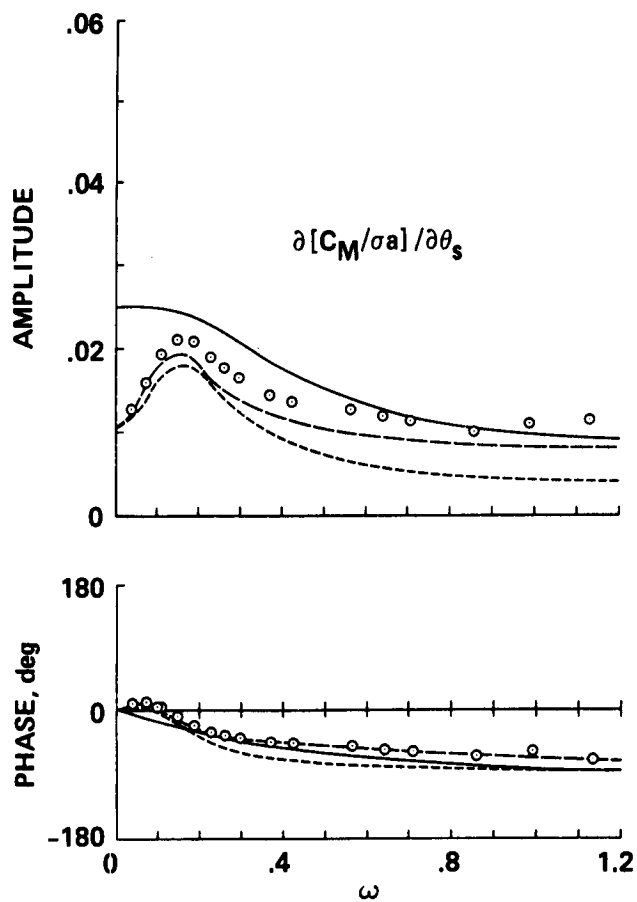 .06
.04
.02
0
AMPLITUDE
∂[C_M/σa]/∂θ_s
180
0
-180
PHASE, deg
0 .4 .8 1.2
ω